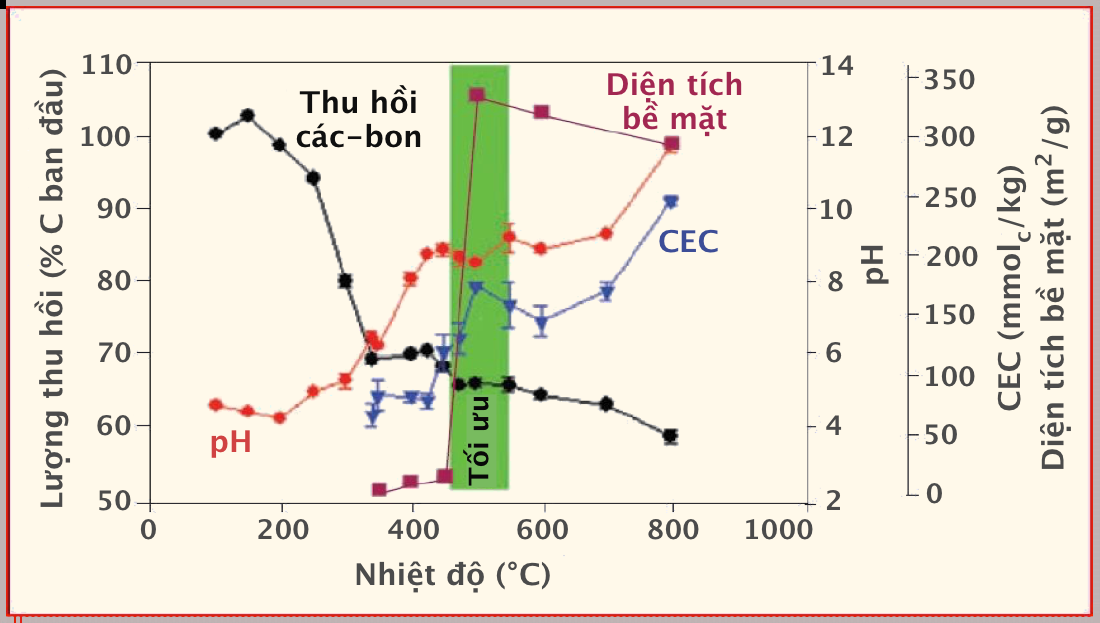 Thu hồi
các-bon
Diện tích
bề mặt
CEC
pH
Tối ưu
Lượng thu hồi (% C ban đầu)
110
100
90
80
70
60
50
0
200
400
600
800
1000
Nhiệt độ (°C)
14
12
10
8
6
4
2
pH
350
300
250
200
150
100
50
0
CEC (mmolc/kg)
Diện tích bề mặt (m²/g)